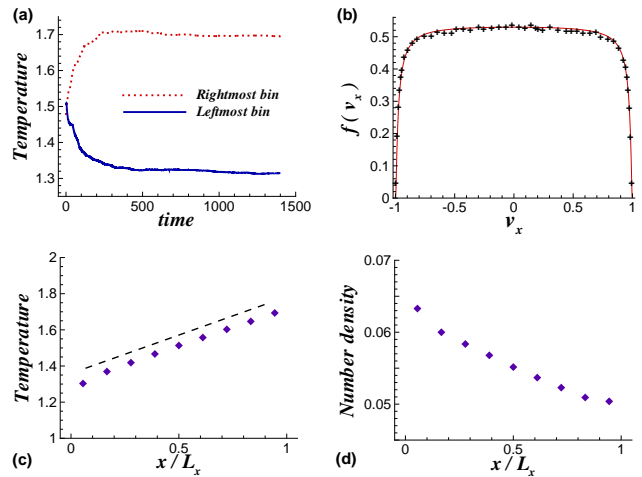 (a)
1.7
1.6
1.5
1.4
1.3
Temperature
Rightmost bin
Leftmost bin
0 500 1000 1500
time
(b)
0.5
0.4
0.3
0.2
0.1
0
f ( v_x )
-1 -0.5 0 0.5 1
v_x
2
1.8
1.6
1.4
1.2
1
Temperature
0 0.5 1
(c)
x / L_x
0.07
0.06
0.05
Number density
0 0.5 1
(d)
x / L_x